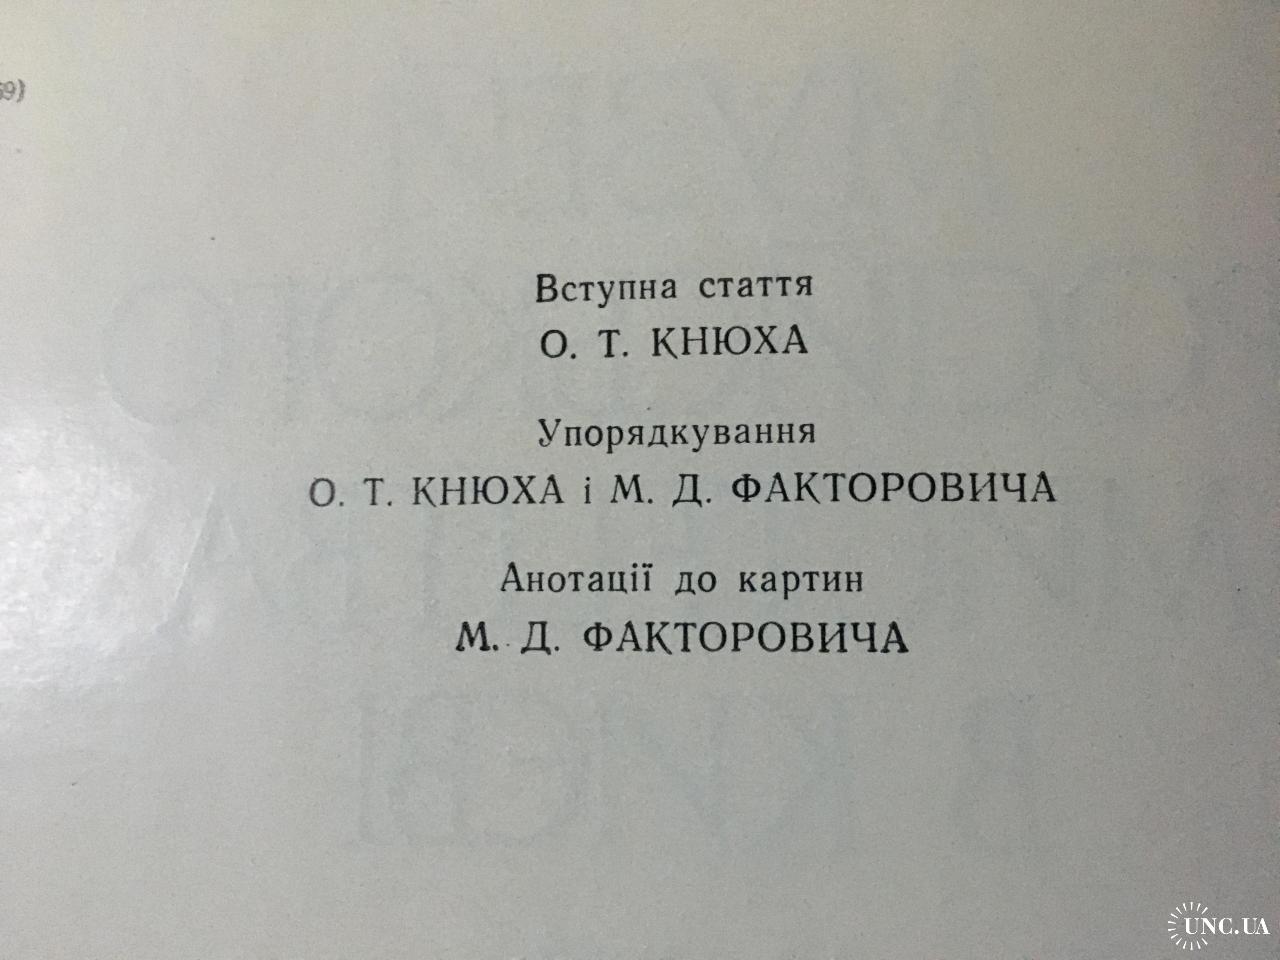 Вступна стаття
О. Т. КНЮХА
Упорядкування
О. Т. КНЮХА і М. Д. ФАКТОРОВИЧА
Анотації до картин
М. Д. ФАКТОРОВИЧА
UNC.UA